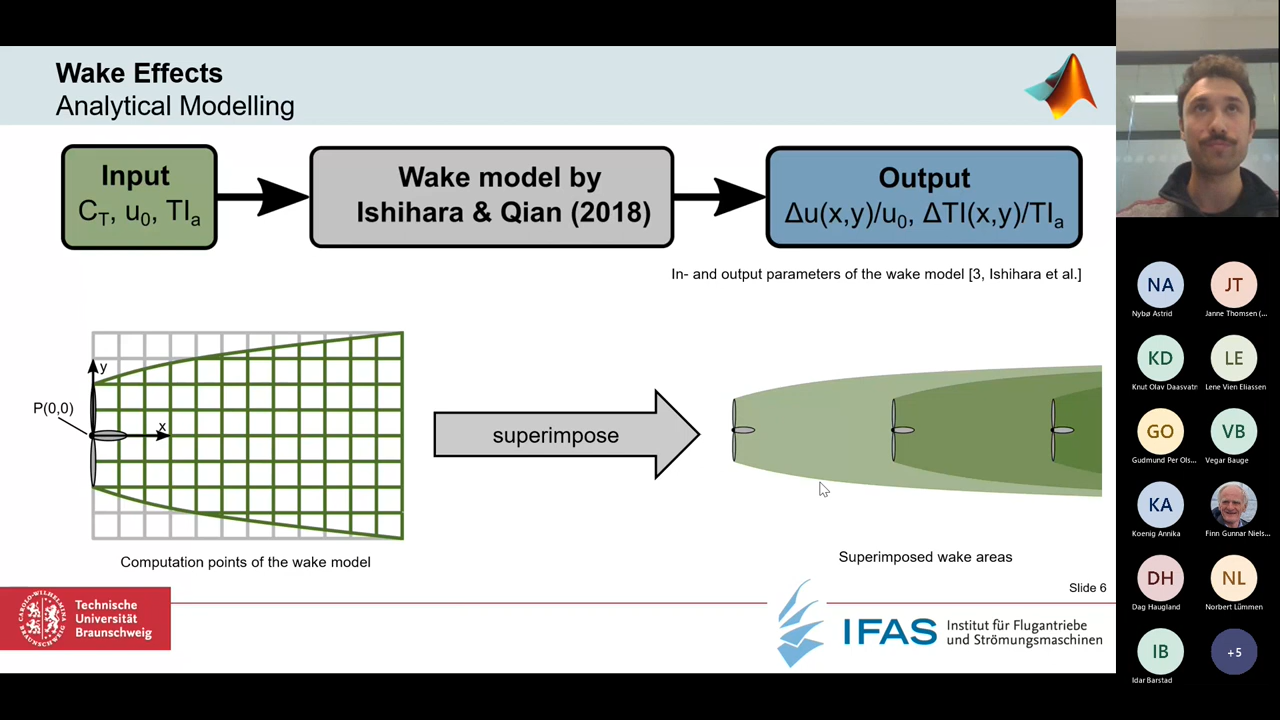 Wake Effects
Analytical Modelling
Input
C_T, u_0, TI_a
Wake model by
Ishihara & Qian (2018)
Output
Δu(x,y)/u_0, ΔTI(x,y)/TI_a
In- and output parameters of the wake model [3, Ishihara et al.]
y
P(0,0)
x
superimpose
Computation points of the wake model
Superimposed wake areas
Slide 6
CAROLO-WILHELMINA
Technische
Universität
Braunschweig
IFAS
Institut für Flugantriebe
und Strömungsmaschinen
NA
Nybø Astrid
JT
Janne Thomsen (...
KD
Knut Olav Daasvatn
LE
Lene Vien Eliassen
GO
Gudmund Per Ols...
VB
Vegar Bauge
KA
Koenig Annika
Finn Gunnar Niels...
DH
Dag Haugland
NL
Norbert Lümmen
IB
Idar Barstad
+5